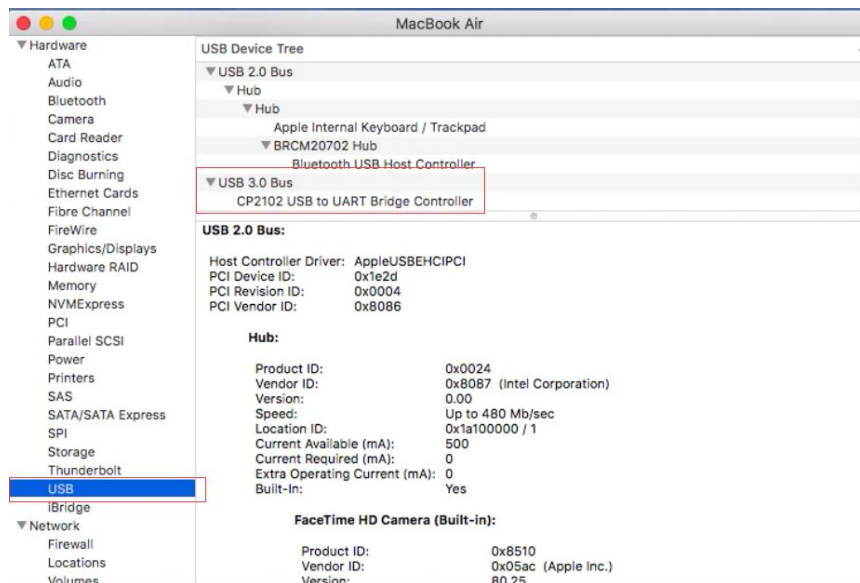 MacBook Air
Hardware
ATA
Audio
Bluetooth
Camera
Card Reader
Diagnostics
Disc Burning
Ethernet Cards
Fibre Channel
FireWire
Graphics/Displays
Hardware RAID
Memory
NVMExpress
PCI
Parallel SCSI
Power
Printers
SAS
SATA/SATA Express
SPI
Storage
Thunderbolt
USB
iBridge
Network
Firewall
Locations
Volumes
USB Device Tree
USB 2.0 Bus
Hub
Hub
Apple Internal Keyboard / Trackpad
BRCM20702 Hub
Bluetooth USB Host Controller
USB 3.0 Bus
CP2102 USB to UART Bridge Controller
USB 2.0 Bus:
Host Controller Driver: AppleUSBEHCIPCI
PCI Device ID: 0x1e2d
PCI Revision ID: 0x0004
PCI Vendor ID: 0x8086
Hub:
Product ID: 0x0024
Vendor ID: 0x8087 (Intel Corporation)
Version: 0.00
Speed: Up to 480 Mb/sec
Location ID: 0x1a100000 / 1
Current Available (mA): 500
Current Required (mA): 0
Extra Operating Current (mA): 0
Built-In: Yes
FaceTime HD Camera (Built-in):
Product ID: 0x8510
Vendor ID: 0x05ac (Apple Inc.)
Version: 80.25